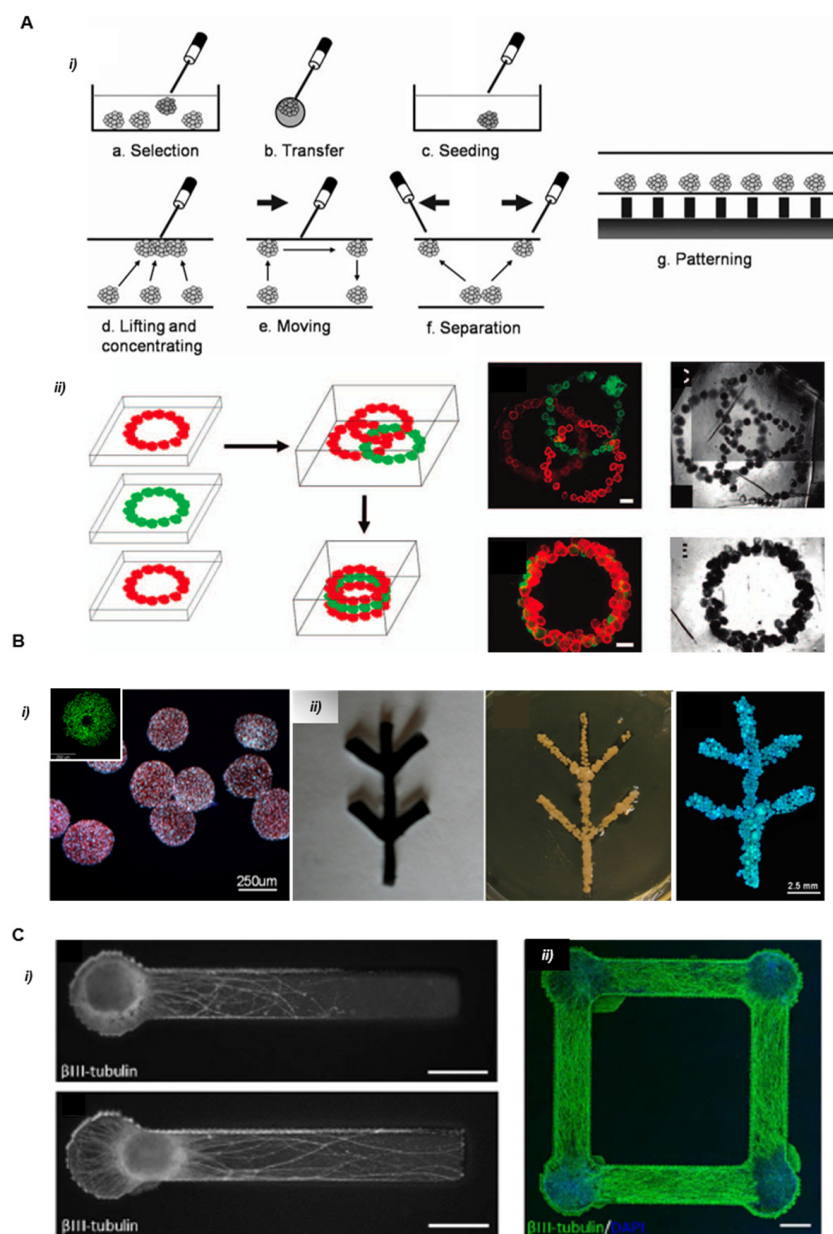 A
i)
a. Selection
b. Transfer
c. Seeding
d. Lifting and
concentrating
e. Moving
f. Separation
g. Patterning
ii)
B
i)
250um
ii)
2.5 mm
C
i)
βIII-tubulin
βIII-tubulin
ii)
βIII-tubulin/DAPI